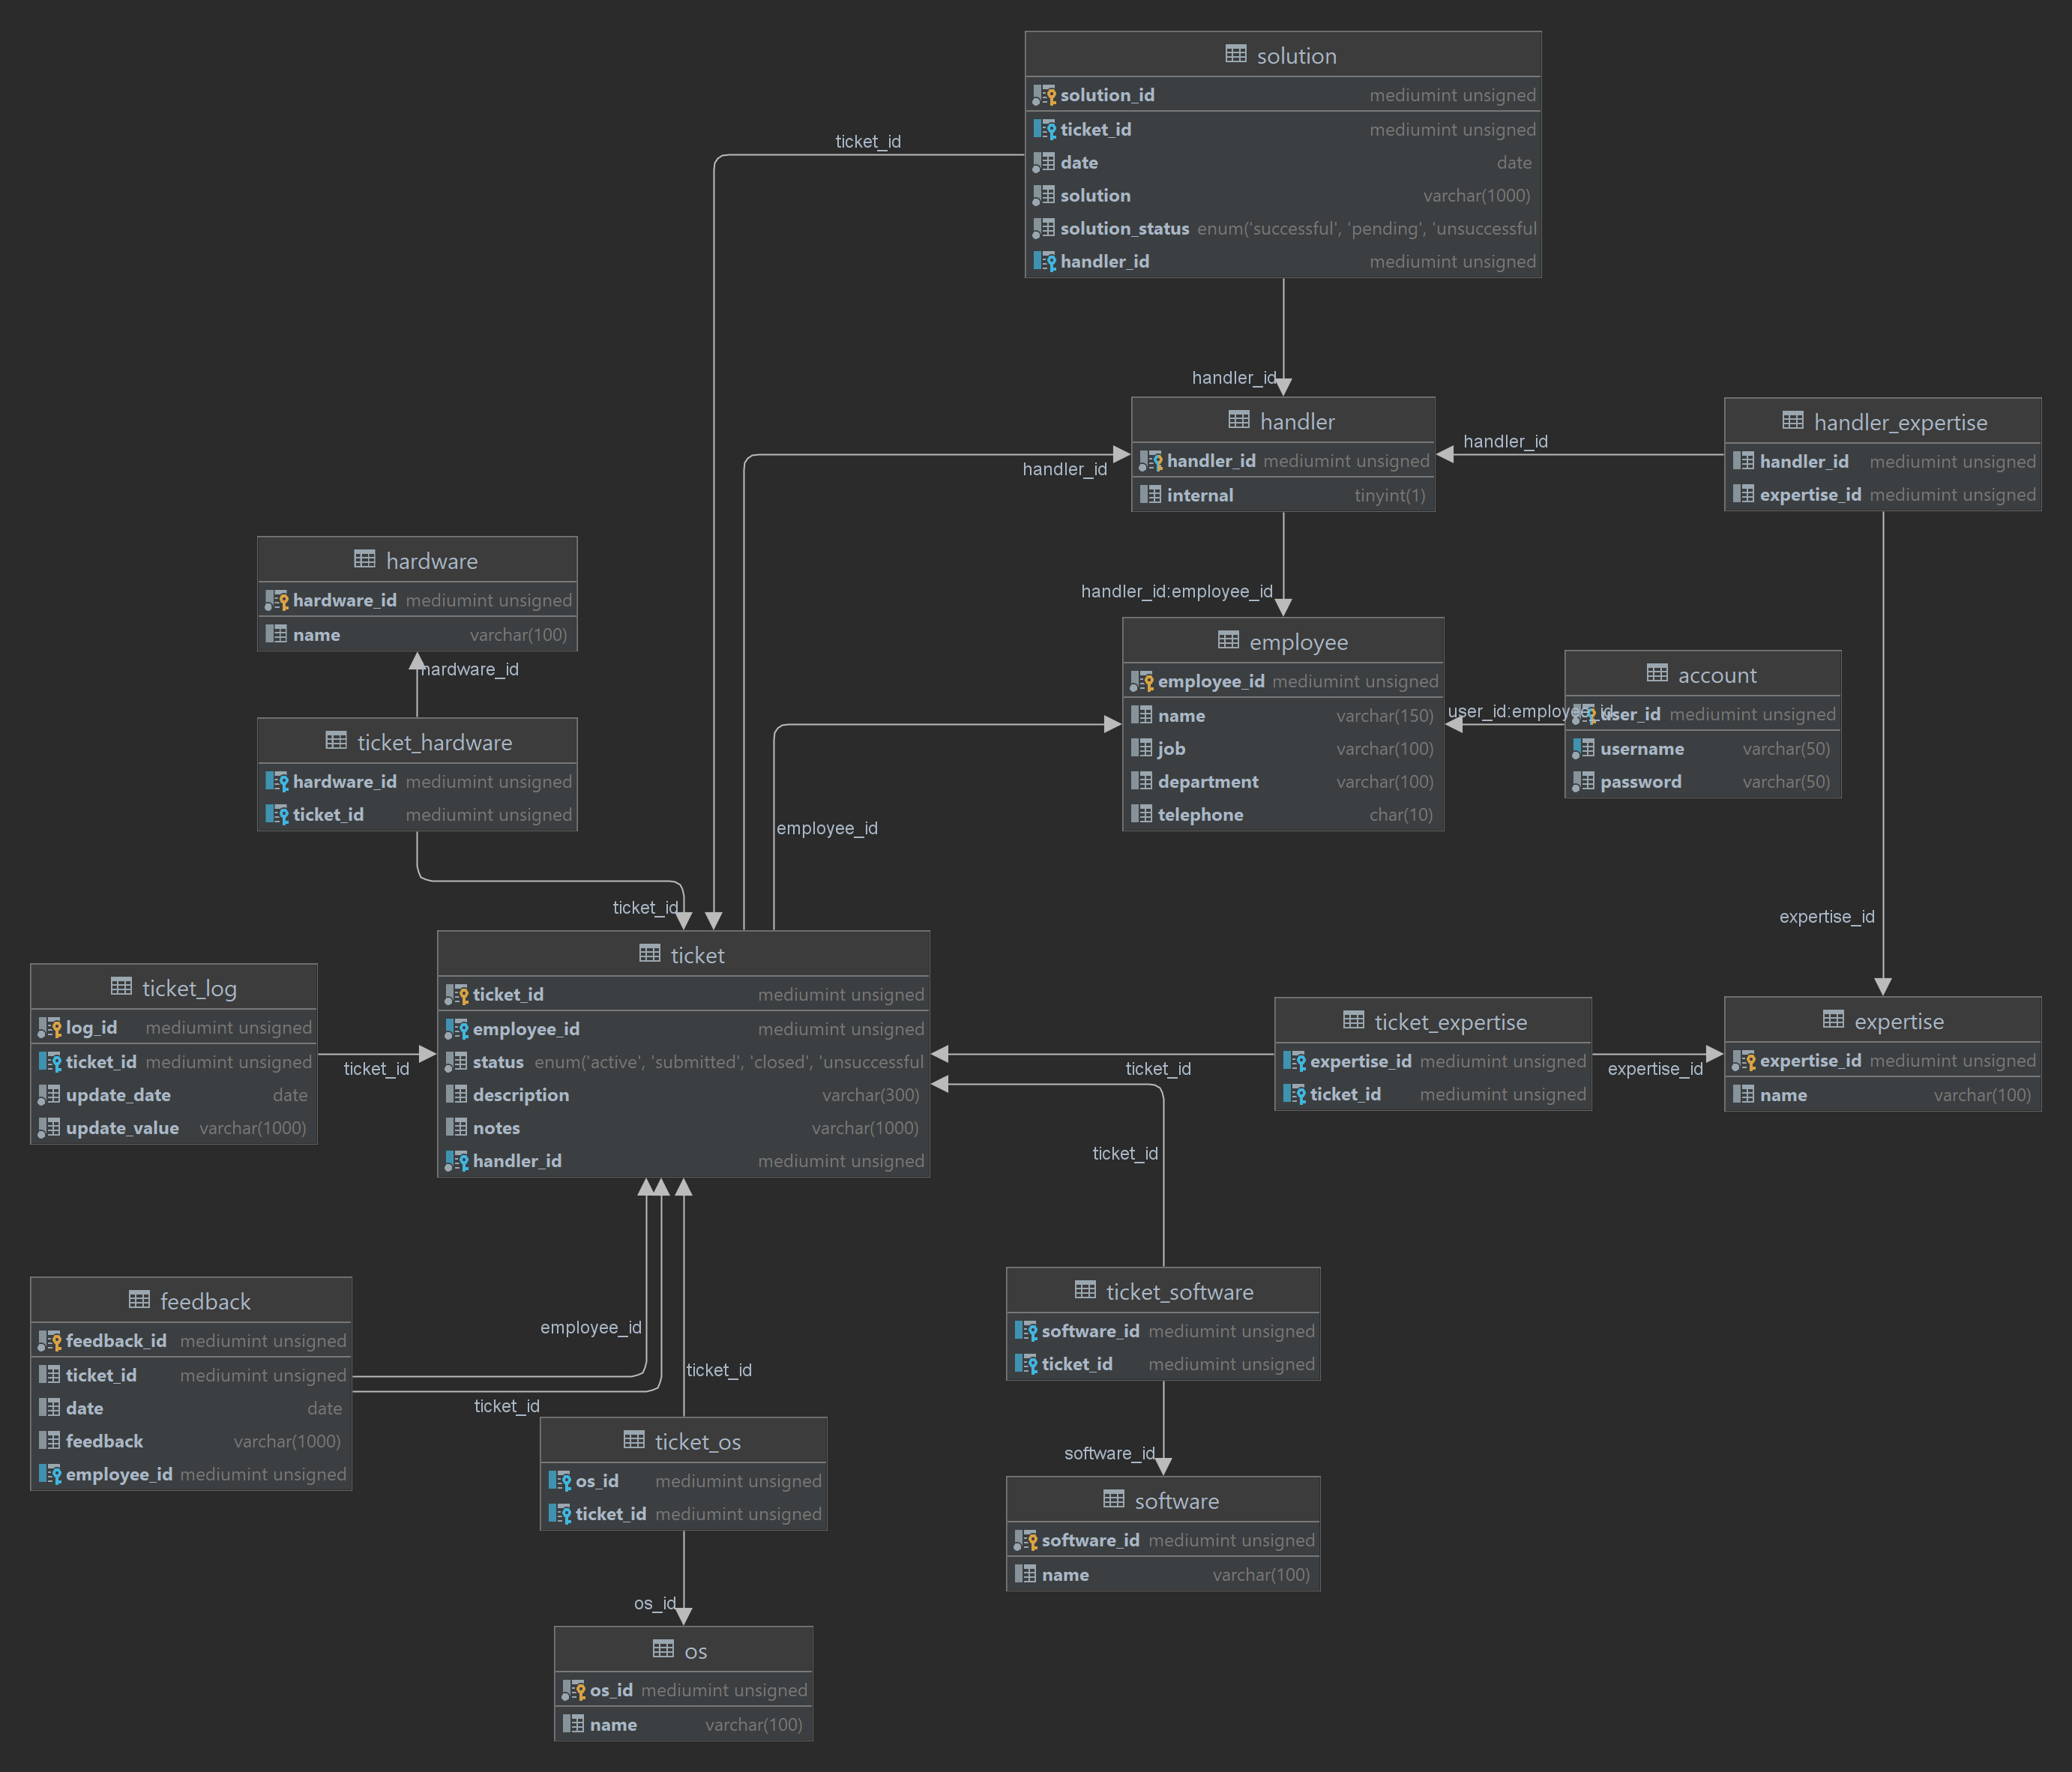 solution
solution_id mediumint unsigned
ticket_id mediumint unsigned
date date
solution varchar(1000)
solution_status enum('successful', 'pending', 'unsuccessful
handler_id mediumint unsigned
ticket_id
handler_id
handler
handler_id mediumint unsigned
internal tinyint(1)
handler_id
handler_id
handler_expertise
handler_id mediumint unsigned
expertise_id mediumint unsigned
handler_id:employee_id
hardware
hardware_id mediumint unsigned
name varchar(100)
hardware_id
employee
employee_id mediumint unsigned
name varchar(150)
job varchar(100)
department varchar(100)
telephone char(10)
user_id:employee_id
account
user_id mediumint unsigned
username varchar(50)
password varchar(50)
ticket_hardware
hardware_id mediumint unsigned
ticket_id mediumint unsigned
employee_id
ticket_id
expertise_id
ticket
ticket_id mediumint unsigned
employee_id mediumint unsigned
status enum('active', 'submitted', 'closed', 'unsuccessful
description varchar(300)
notes varchar(1000)
handler_id mediumint unsigned
ticket_log
log_id mediumint unsigned
ticket_id mediumint unsigned
update_date date
update_value varchar(1000)
ticket_id
ticket_id
ticket_expertise
expertise_id mediumint unsigned
ticket_id mediumint unsigned
expertise_id
expertise
expertise_id mediumint unsigned
name varchar(100)
ticket_id
feedback
feedback_id mediumint unsigned
ticket_id mediumint unsigned
date date
feedback varchar(1000)
employee_id mediumint unsigned
employee_id
ticket_id
ticket_id
ticket_software
software_id mediumint unsigned
ticket_id mediumint unsigned
software_id
ticket_os
os_id mediumint unsigned
ticket_id mediumint unsigned
os_id
software
software_id mediumint unsigned
name varchar(100)
os
os_id mediumint unsigned
name varchar(100)